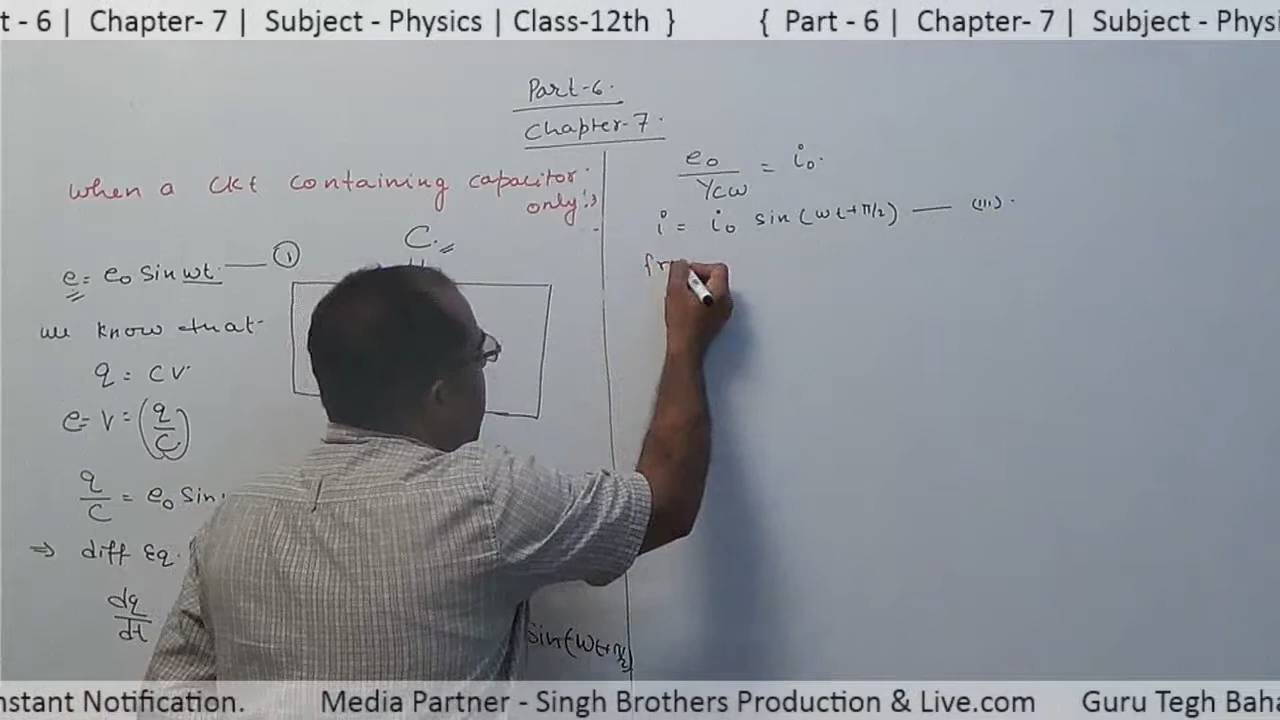 t - 6 | Chapter- 7 | Subject - Physics | Class-12th } { Part - 6 | Chapter- 7 | Subject - Physi
Part-6.
Chapter-7.
when a ckt containing capacitor
only:
C.
e= e₀ sin wt. — ①
we know that
q = CV
e= V = (q/C)
q/C = e₀ sin
⇒ diff Eq.
dq/dt
sin(wt+π/2)
e₀/(1/cw) = i₀.
i = i₀ sin(wt+π/2) — (III).
fr
nstant Notification. Media Partner - Singh Brothers Production & Live.com Guru Tegh Baha